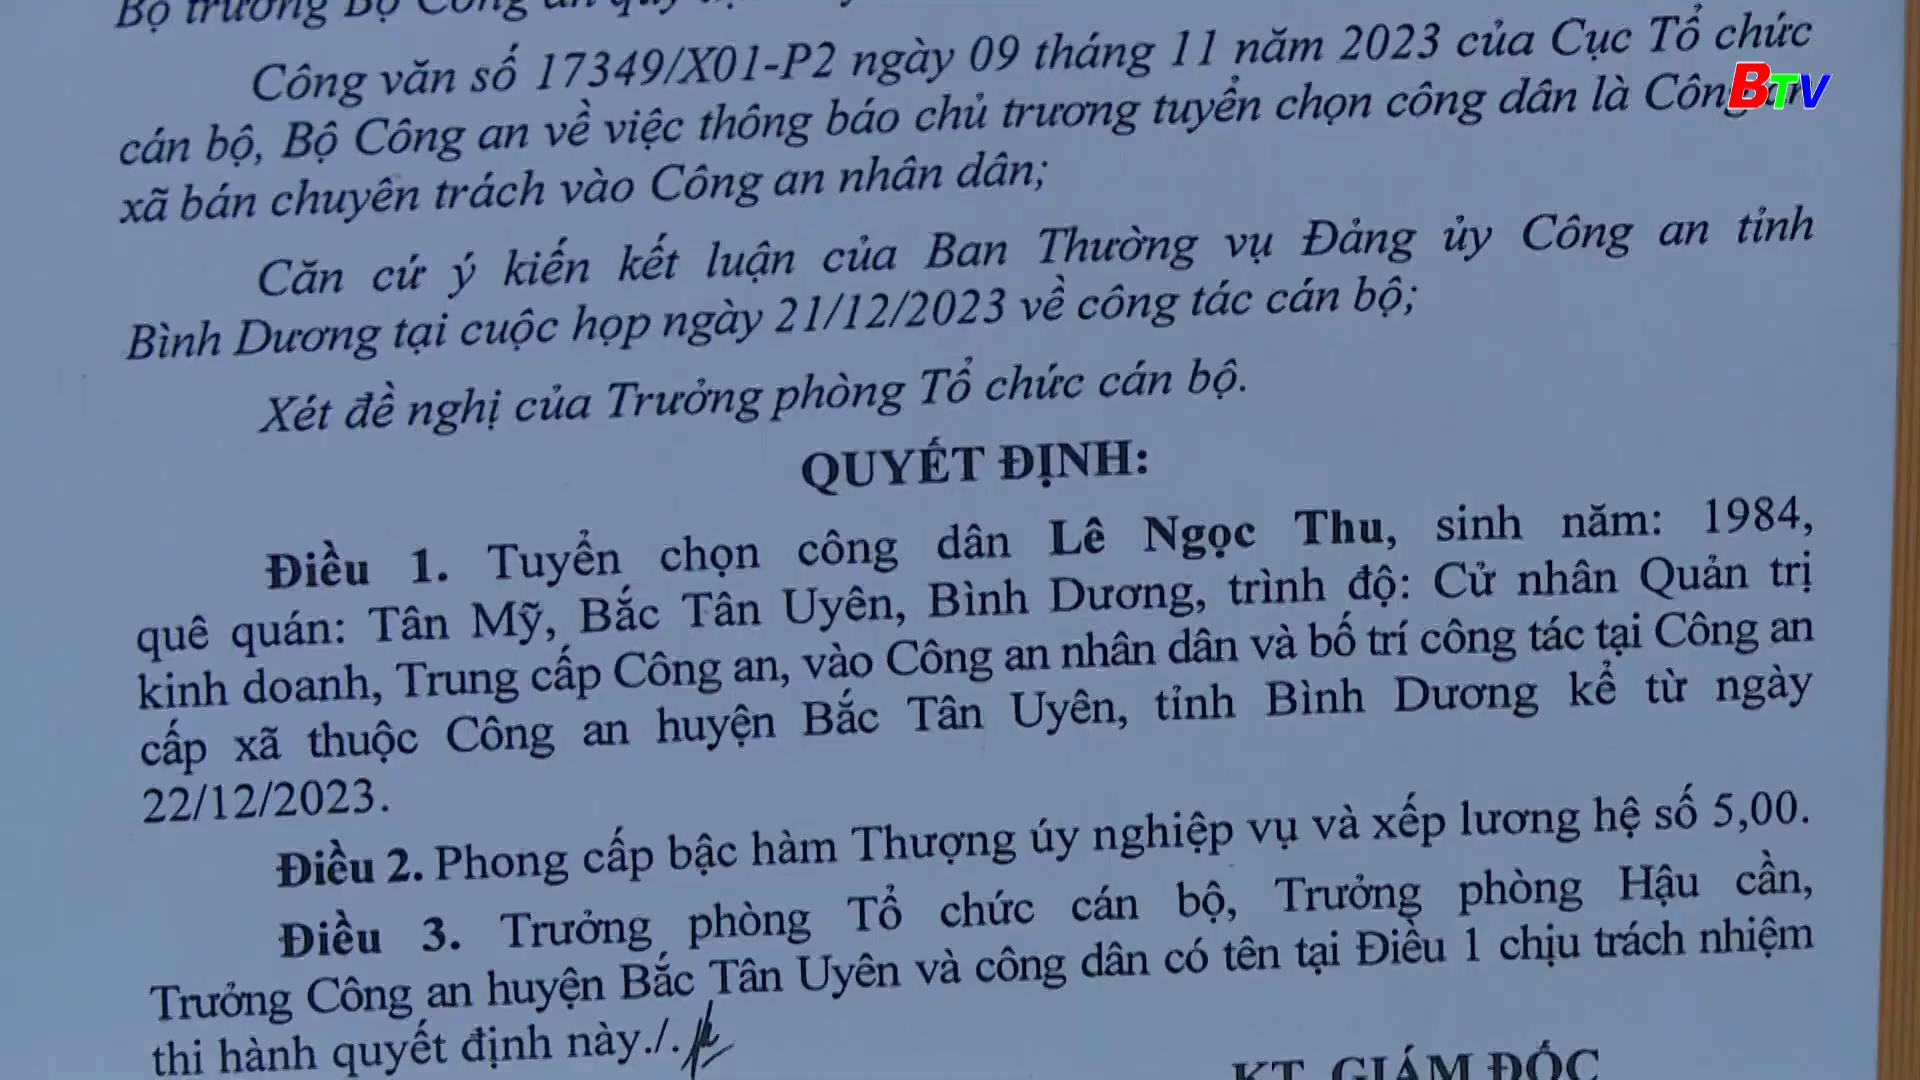 Bộ trưởng Bộ Công an quy
Công văn số 17349/X01-P2 ngày 09 tháng 11 năm 2023 của Cục Tổ chức
BTV
cán bộ, Bộ Công an về việc thông báo chủ trương tuyển chọn công dân là Công an
xã bán chuyên trách vào Công an nhân dân;
Căn cứ ý kiến kết luận của Ban Thường vụ Đảng ủy Công an tỉnh
Bình Dương tại cuộc họp ngày 21/12/2023 về công tác cán bộ;
Xét đề nghị của Trưởng phòng Tổ chức cán bộ.
QUYẾT ĐỊNH:
Điều 1. Tuyển chọn công dân Lê Ngọc Thu, sinh năm: 1984,
quê quán: Tân Mỹ, Bắc Tân Uyên, Bình Dương, trình độ: Cử nhân Quản trị
kinh doanh, Trung cấp Công an, vào Công an nhân dân và bố trí công tác tại Công an
cấp xã thuộc Công an huyện Bắc Tân Uyên, tỉnh Bình Dương kể từ ngày
22/12/2023.
Điều 2. Phong cấp bậc hàm Thượng úy nghiệp vụ và xếp lương hệ số 5,00.
Điều 3. Trưởng phòng Tổ chức cán bộ, Trưởng phòng Hậu cần,
Trưởng Công an huyện Bắc Tân Uyên và công dân có tên tại Điều 1 chịu trách nhiệm
thi hành quyết định này./.
KT. GIÁM ĐỐC